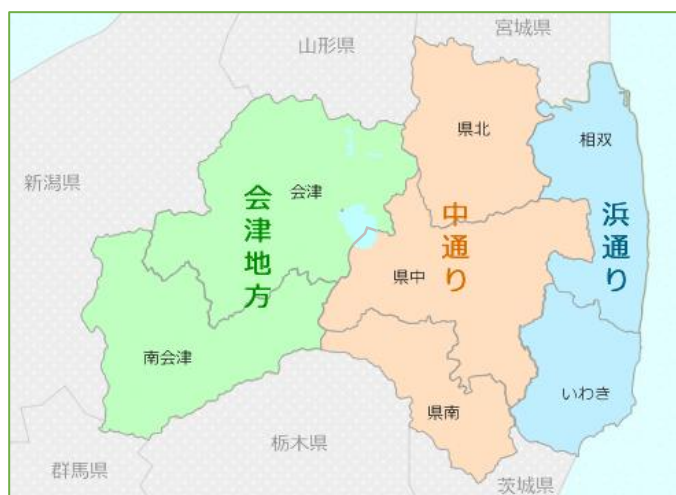 宮城県
山形県
県北
相双
新潟県
会津
会津地方
中通り
浜通り
県中
南会津
いわき
県南
栃木県
群馬県
茨城県